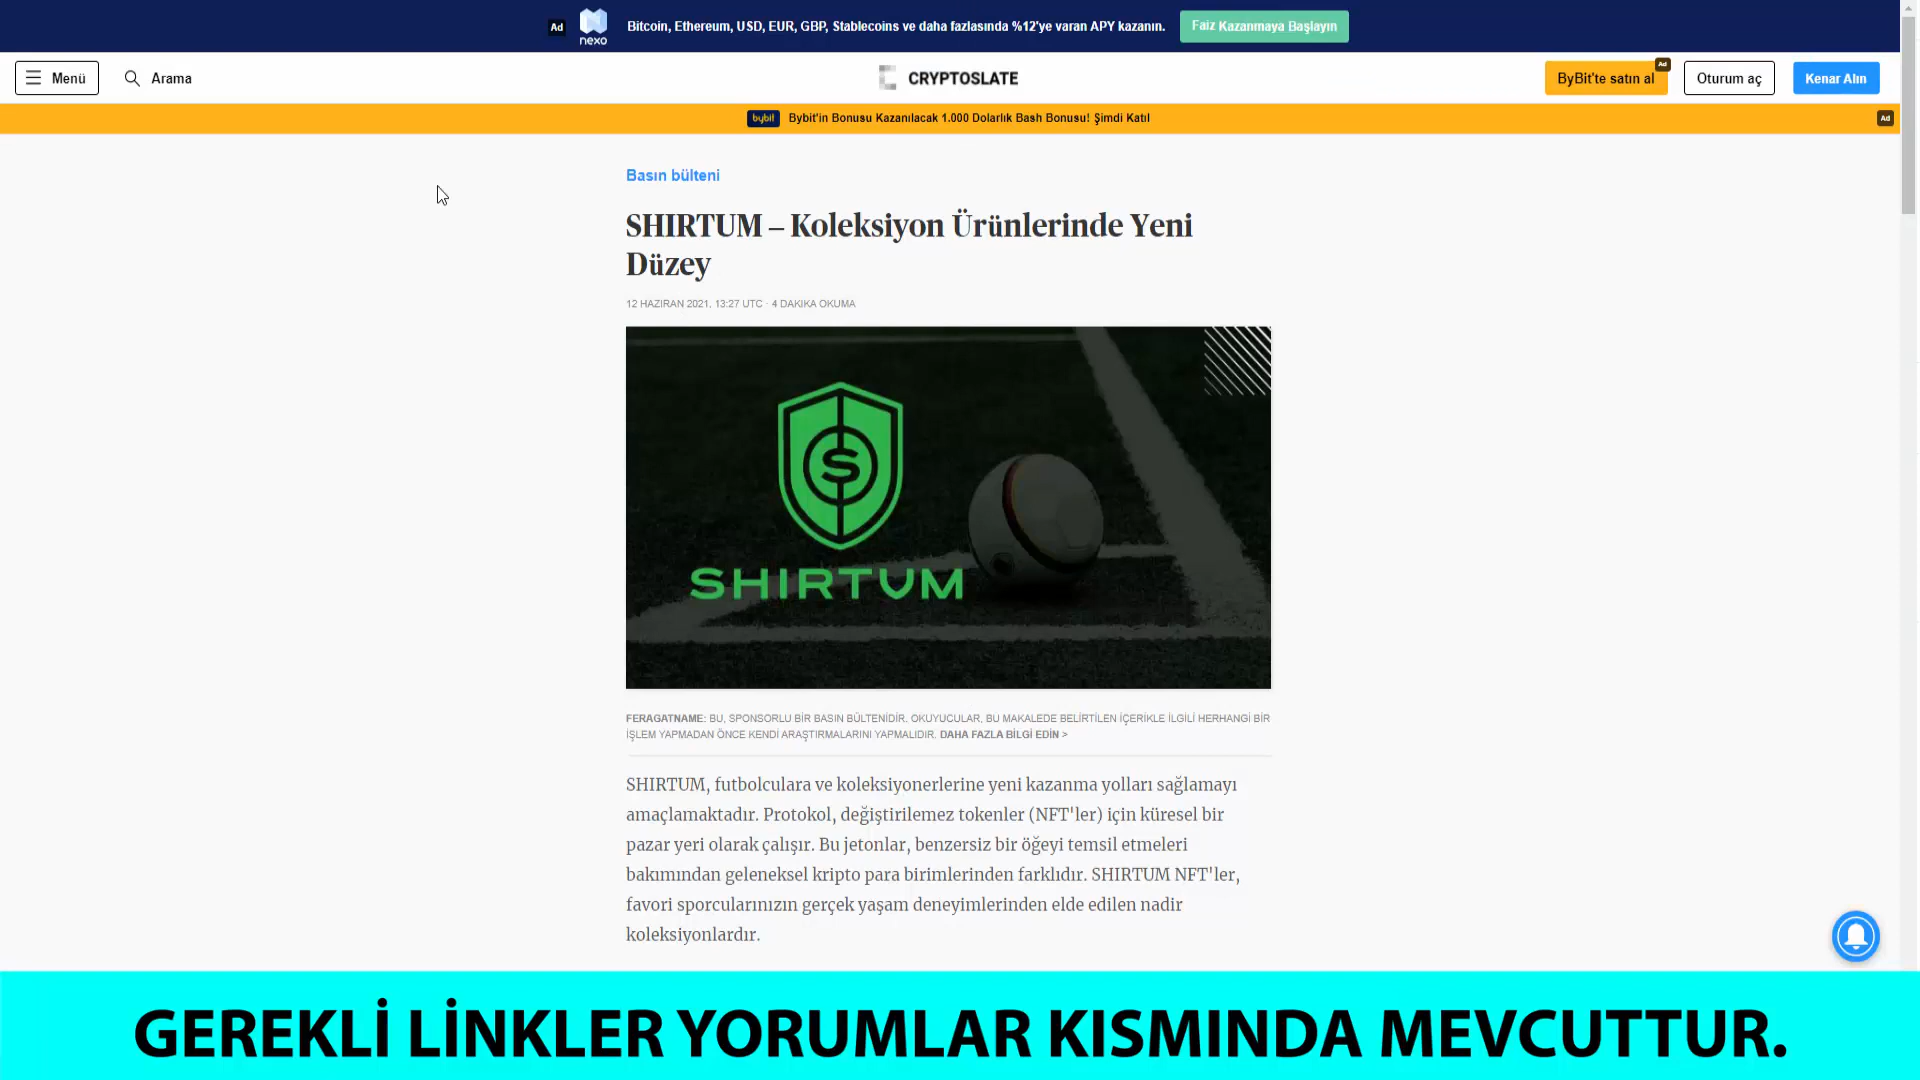 Ad
nexo
Bitcoin, Ethereum, USD, EUR, GBP, Stablecoins ve daha fazlasında %12'ye varan APY kazanın.
Faiz Kazanmaya Başlayın
Menü
Arama
CRYPTOSLATE
ByBit'te satın al
Ad
Oturum aç
Kenar Alın
bybit
Bybit'in Bonusu Kazanılacak 1.000 Dolarlık Bash Bonusu! Şimdi Katıl
Ad
Basın bülteni
SHIRTUM – Koleksiyon Ürünlerinde Yeni
Düzey
12 HAZIRAN 2021, 13:27 UTC · 4 DAKIKA OKUMA
SHIRTUM
FERAGATNAME: BU, SPONSORLU BİR BASIN BÜLTENİDİR. OKUYUCULAR, BU MAKALEDE BELİRTİLEN İÇERİKLE İLGİLİ HERHANGİ BİR
İŞLEM YAPMADAN ÖNCE KENDİ ARAŞTIRMALARINI YAPMALIDIR. DAHA FAZLA BİLGİ EDİN >
SHIRTUM, futbolculara ve koleksiyonerlerine yeni kazanma yolları sağlamayı
amaçlamaktadır. Protokol, değiştirilemez tokenler (NFT'ler) için küresel bir
pazar yeri olarak çalışır. Bu jetonlar, benzersiz bir öğeyi temsil etmeleri
bakımından geleneksel kripto para birimlerinden farklıdır. SHIRTUM NFT'ler,
favori sporcularınızın gerçek yaşam deneyimlerinden elde edilen nadir
koleksiyonlardır.
GEREKLİ LİNKLER YORUMLAR KISMINDA MEVCUTTUR.